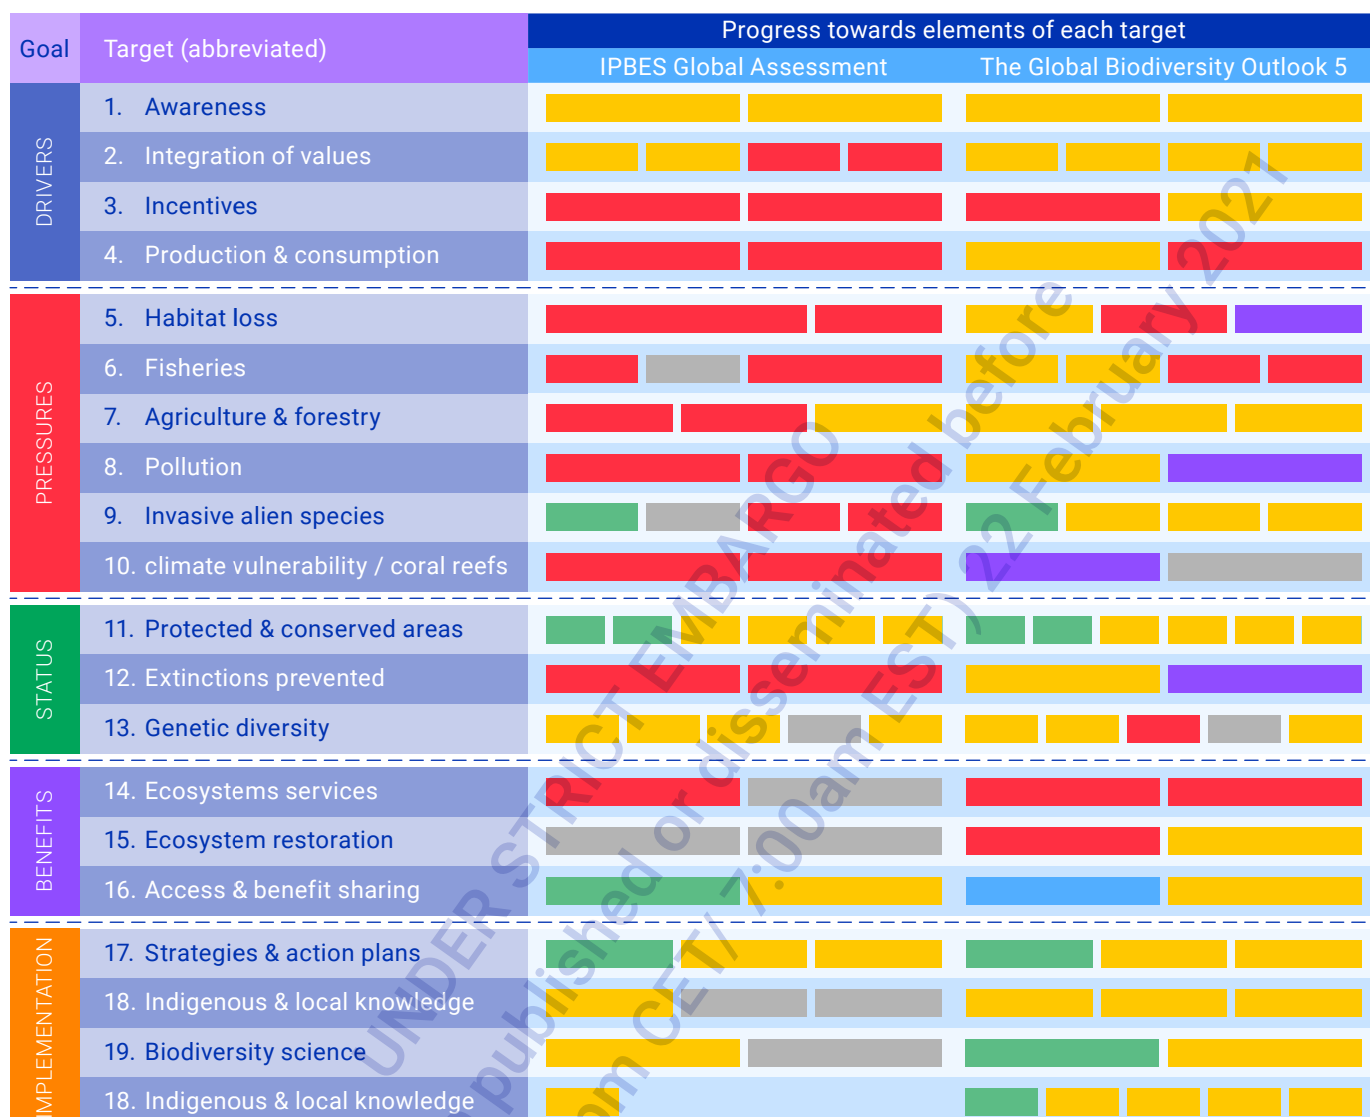 Goal
Target (abbreviated)
Progress towards elements of each target
IPBES Global Assessment
The Global Biodiversity Outlook 5
DRIVERS
1. Awareness
2. Integration of values
3. Incentives
4. Production & consumption
PRESSURES
5. Habitat loss
6. Fisheries
7. Agriculture & forestry
8. Pollution
9. Invasive alien species
10. climate vulnerability / coral reefs
STATUS
11. Protected & conserved areas
12. Extinctions prevented
13. Genetic diversity
BENEFITS
14. Ecosystems services
15. Ecosystem restoration
16. Access & benefit sharing
IMPLEMENTATION
17. Strategies & action plans
18. Indigenous & local knowledge
19. Biodiversity science
18. Indigenous & local knowledge
UNDER STRICT EMBARGO
published or disseminated before
CET/ 7:00am EST) 22 February 2021